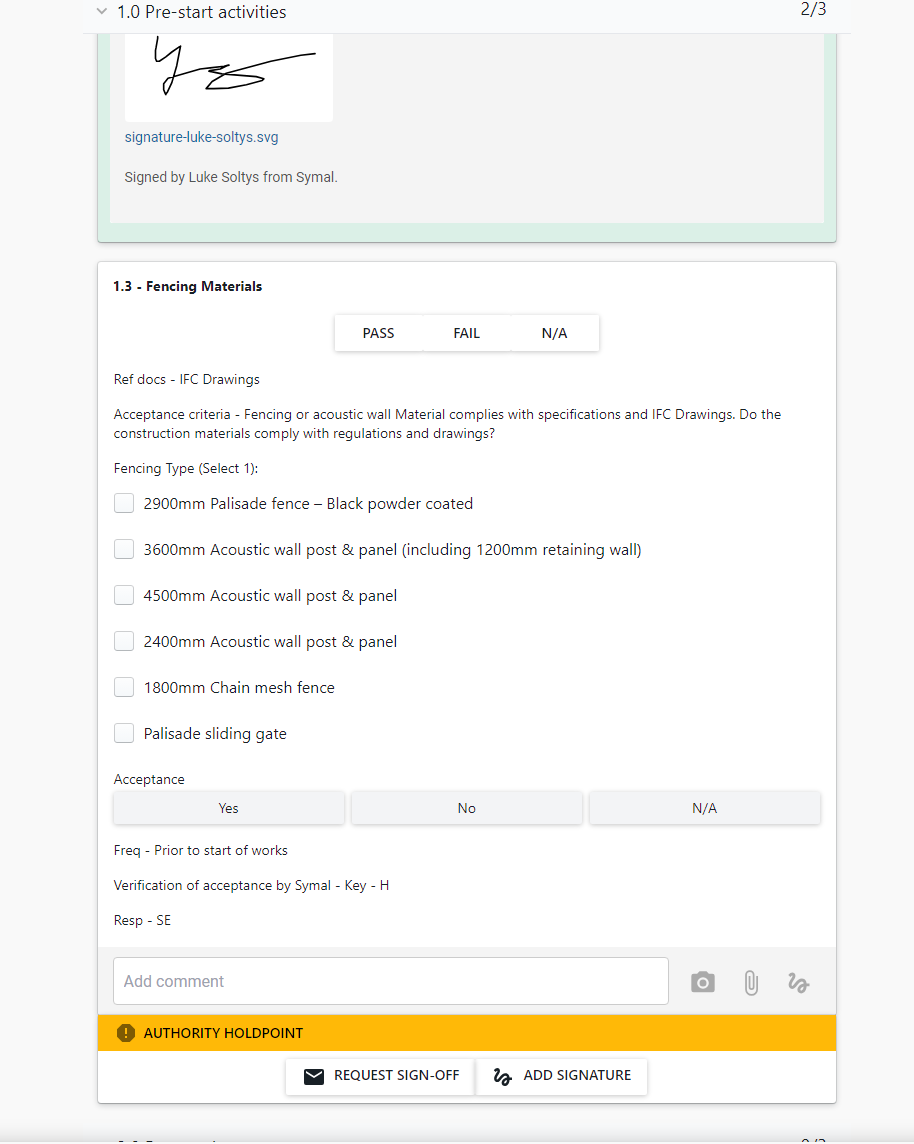 1.0 Pre-start activities
2/3
signature-luke-soltys.svg
Signed by Luke Soltys from Symal.
1.3 - Fencing Materials
PASS
FAIL
N/A
Ref docs - IFC Drawings
Acceptance criteria - Fencing or acoustic wall Material complies with specifications and IFC Drawings. Do the
construction materials comply with regulations and drawings?
Fencing Type (Select 1):
2900mm Palisade fence – Black powder coated
3600mm Acoustic wall post & panel (including 1200mm retaining wall)
4500mm Acoustic wall post & panel
2400mm Acoustic wall post & panel
1800mm Chain mesh fence
Palisade sliding gate
Acceptance
Yes
No
N/A
Freq - Prior to start of works
Verification of acceptance by Symal - Key - H
Resp - SE
Add comment
AUTHORITY HOLDPOINT
REQUEST SIGN-OFF
ADD SIGNATURE